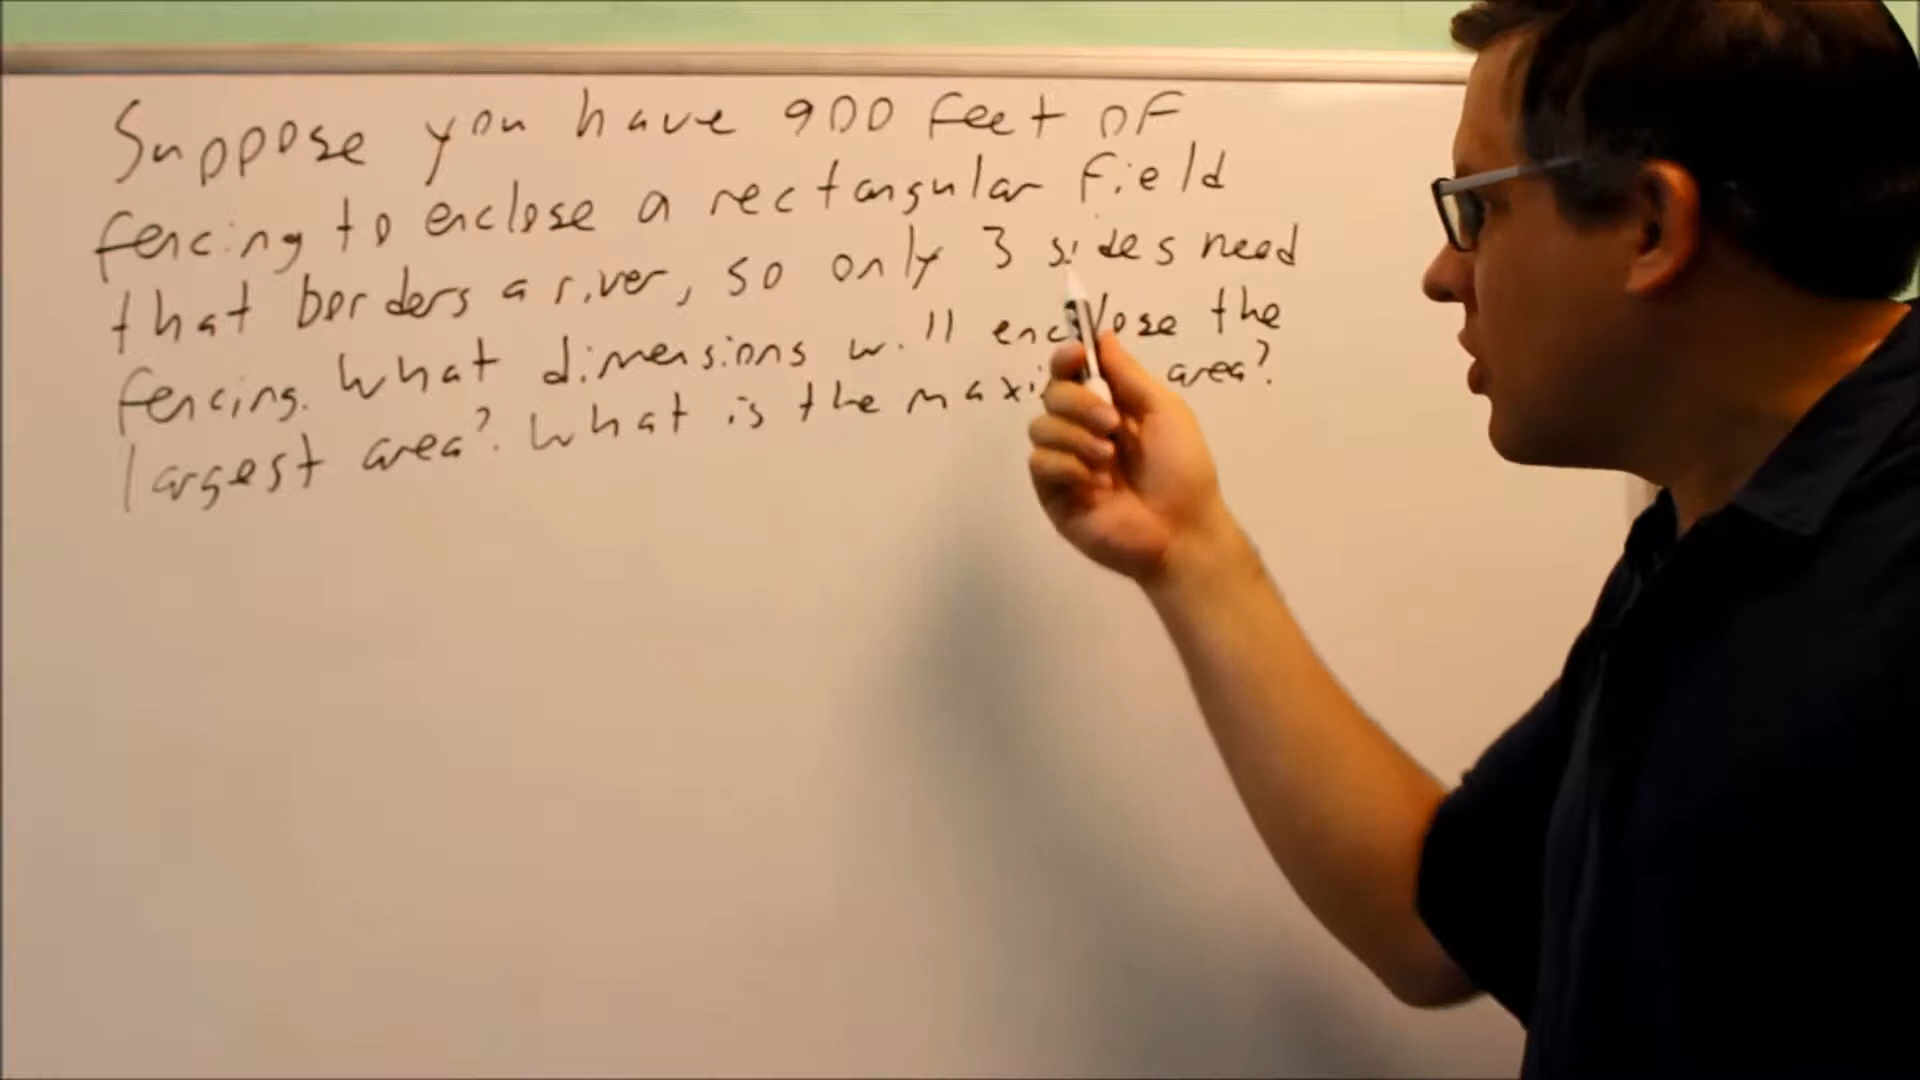 Suppose you have 900 feet of
fencing to enclose a rectangular field
that borders a river, so only 3 sides need
fencing. What dimensions will enclose the
largest area? What is the area?